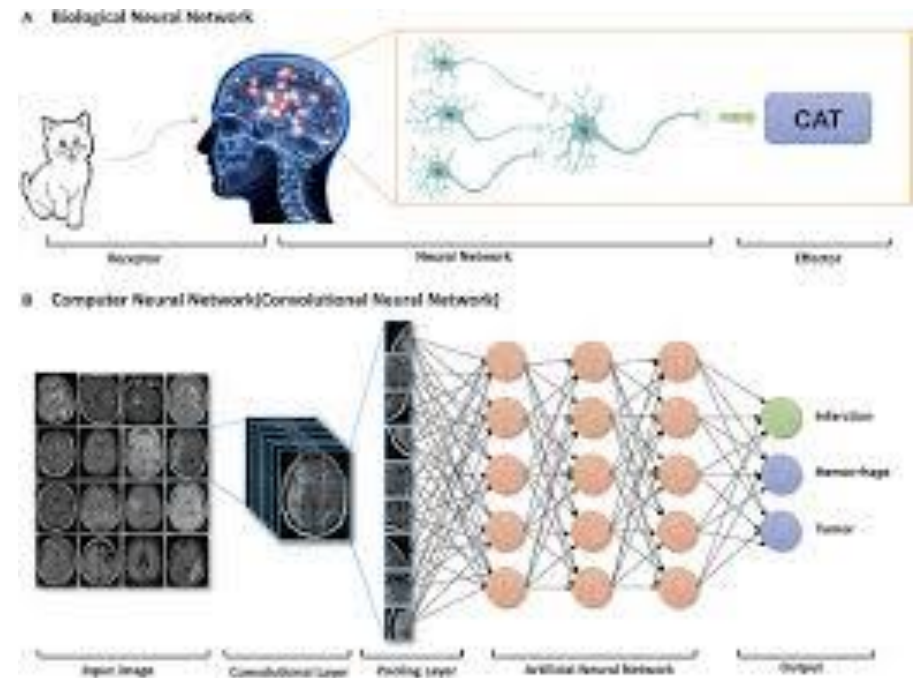 A Biological Neural Network
CAT
Receptor
Neural Network
Effector
B Computer Neural Network(Convolutional Neural Network)
Infarction
Hemorrhage
Tumor
Input Image
Convolutional Layer
Pooling Layer
Artificial Neural Network
Output